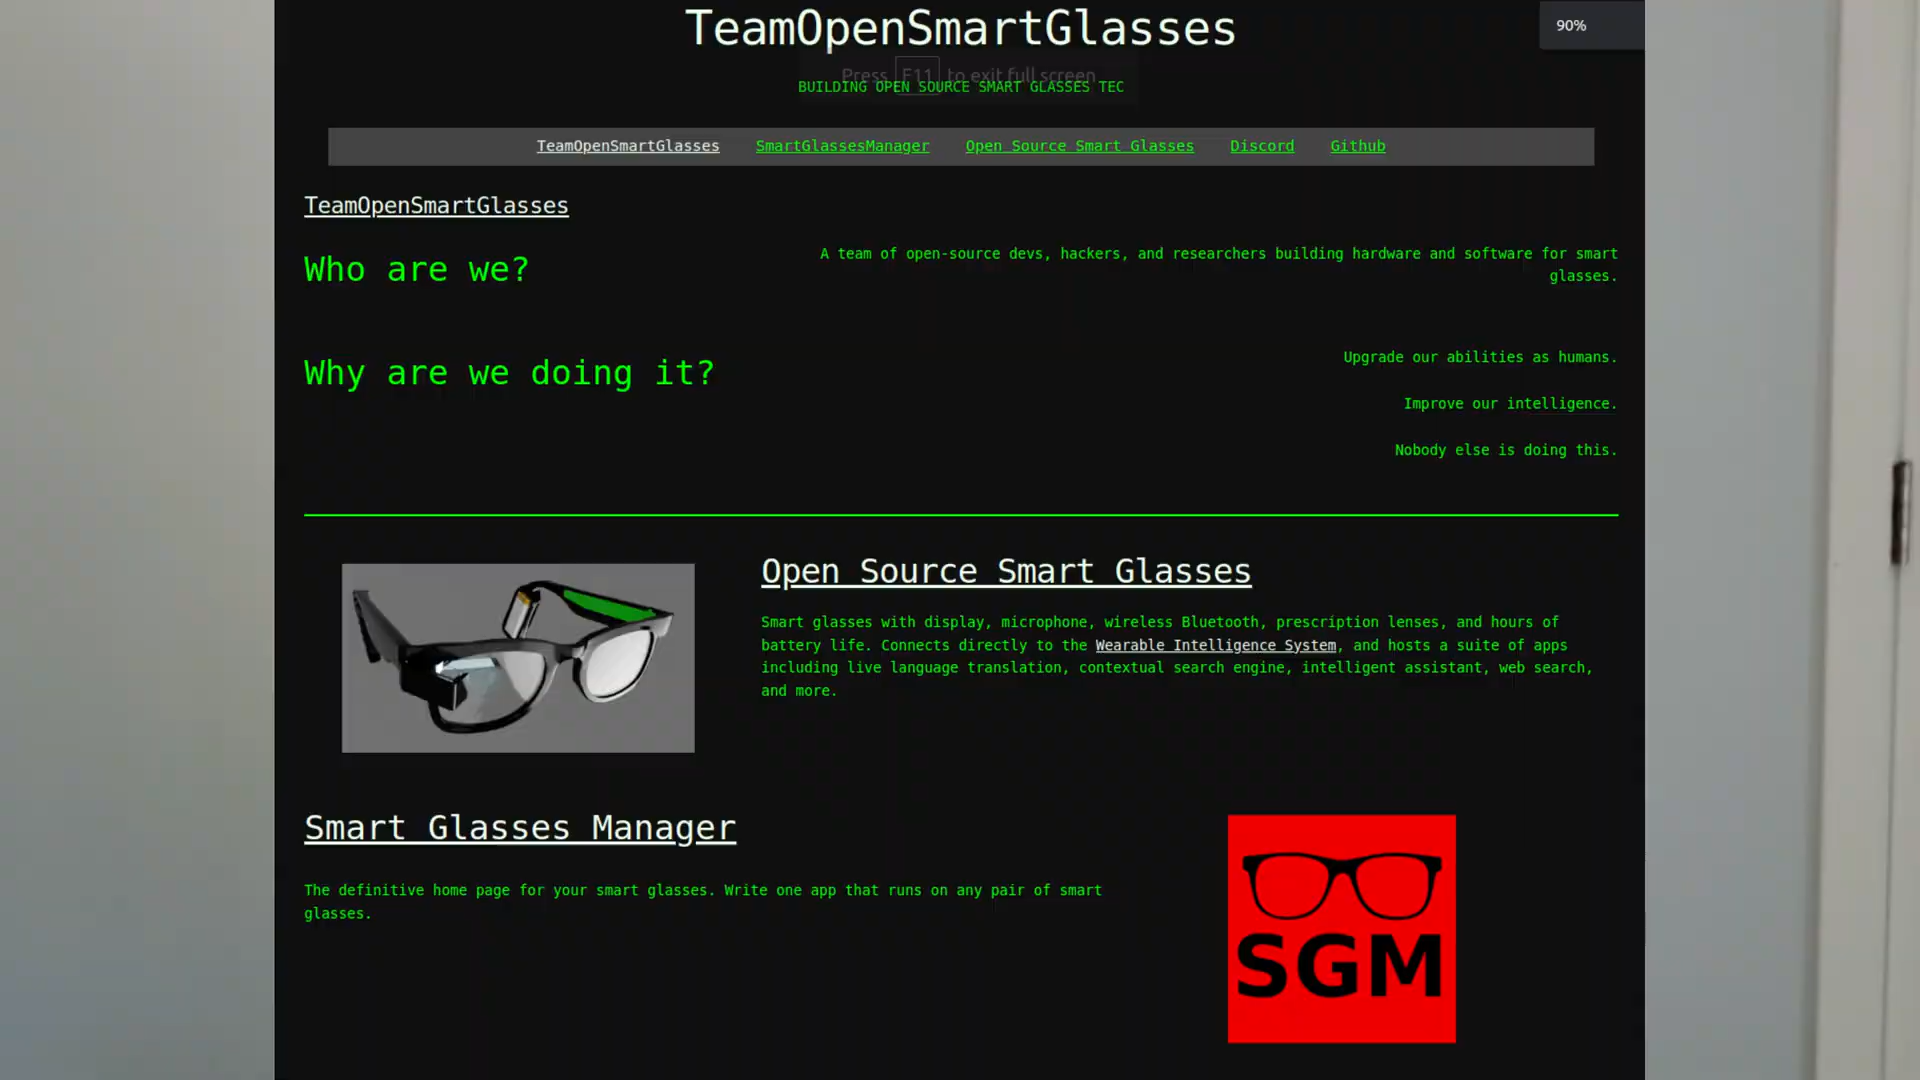 TeamOpenSmartGlasses
90%
Press F11 to exit full screen
BUILDING OPEN SOURCE SMART GLASSES TEC
TeamOpenSmartGlasses SmartGlassesManager Open Source Smart Glasses Discord Github
TeamOpenSmartGlasses
Who are we?
A team of open-source devs, hackers, and researchers building hardware and software for smart
glasses.
Why are we doing it?
Upgrade our abilities as humans.
Improve our intelligence.
Nobody else is doing this.
Open Source Smart Glasses
Smart glasses with display, microphone, wireless Bluetooth, prescription lenses, and hours of
battery life. Connects directly to the Wearable Intelligence System, and hosts a suite of apps
including live language translation, contextual search engine, intelligent assistant, web search,
and more.
Smart Glasses Manager
The definitive home page for your smart glasses. Write one app that runs on any pair of smart
glasses.
SGM